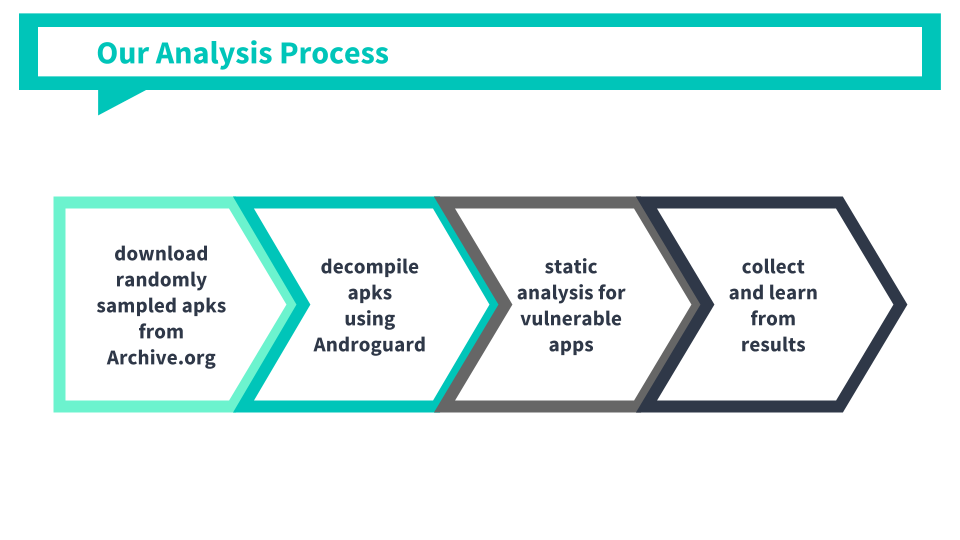 Our Analysis Process
download
randomly
sampled apks
from
Archive.org
decompile
apks
using
Androguard
static
analysis for
vulnerable
apps
collect
and learn
from
results